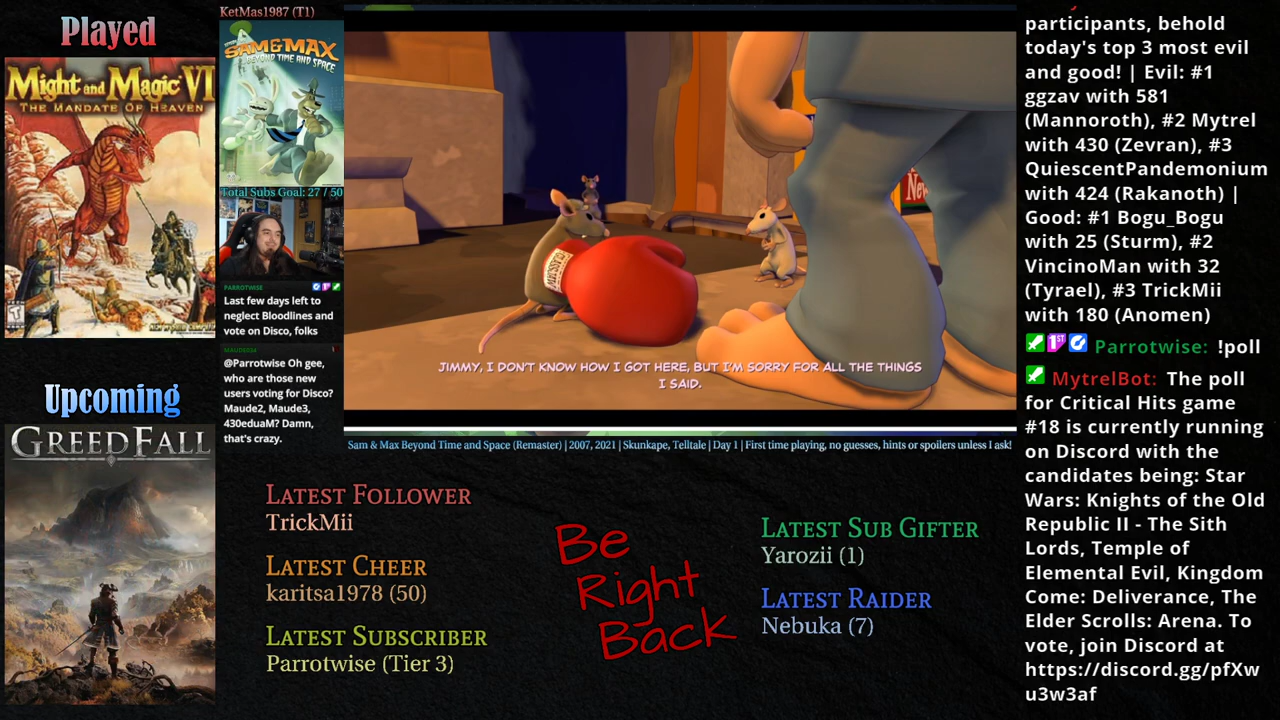 Played
Might and Magic VI
THE MANDATE OF HEAVEN
Upcoming
GREEDFALL
KetMas1987 (T1)
SAM & MAX
BEYOND TIME AND SPACE
Total Subs Goal: 27 / 50
PARROTWISE
Last few days left to
neglect Bloodlines and
vote on Disco, folks
@Parrotwise Oh gee,
who are those new
users voting for Disco?
Maude2, Maude3,
430eduaM? Damn,
that's crazy.
JIMMY, I DON'T KNOW HOW I GOT HERE, BUT I'M SORRY FOR ALL THE THINGS
I SAID.
Sam & Max Beyond Time and Space (Remaster) | 2007, 2021 | Skunkape, Telltale | Day 1 | First time playing, no guesses, hints or spoilers unless I ask!
LATEST FOLLOWER
TrickMii
LATEST CHEER
karitsa1978 (50)
LATEST SUBSCRIBER
Parrotwise (Tier 3)
Be
Right
Back
LATEST SUB GIFTER
Yarozii (1)
LATEST RAIDER
Nebuka (7)
participants, behold
today's top 3 most evil
and good! | Evil: #1
ggzav with 581
(Mannoroth), #2 Mytrel
with 430 (Zevran), #3
QuiescentPandemonium
with 424 (Rakanoth) |
Good: #1 Bogu_Bogu
with 25 (Sturm), #2
VincinoMan with 32
(Tyrael), #3 TrickMii
with 180 (Anomen)
Parrotwise: !poll
MytrelBot: The poll
for Critical Hits game
#18 is currently running
on Discord with the
candidates being: Star
Wars: Knights of the Old
Republic II - The Sith
Lords, Temple of
Elemental Evil, Kingdom
Come: Deliverance, The
Elder Scrolls: Arena. To
vote, join Discord at
https://discord.gg/pfXw
u3w3af